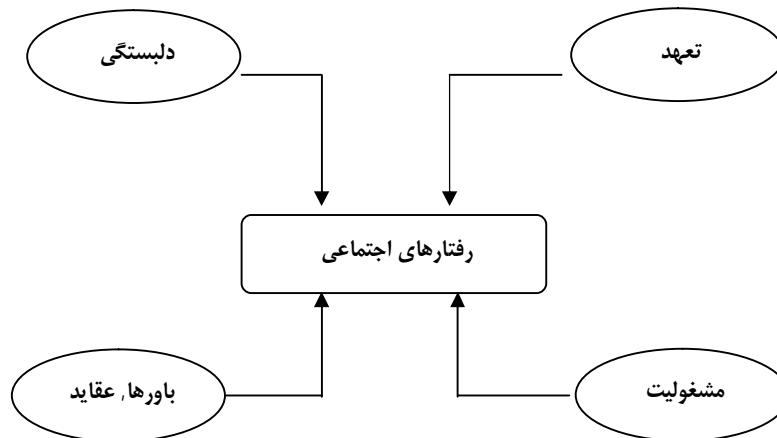 تعهد
دلبستگی
رفتارهای اجتماعی
مشغولیت
باورها, عقاید